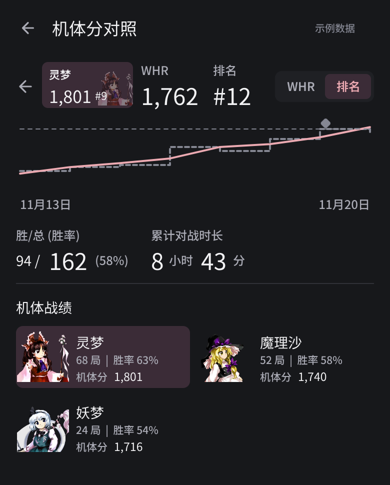 机体分对照
示例数据
灵梦
1,801 #9
WHR
1,762
排名
#12
WHR
排名
11月13日
11月20日
胜/总 (胜率)
94 / 162 (58%)
累计对战时长
8 小时 43 分
机体战绩
灵梦
68 局 | 胜率 63%
机体分 1,801
魔理沙
52 局 | 胜率 58%
机体分 1,740
妖梦
24 局 | 胜率 54%
机体分 1,716